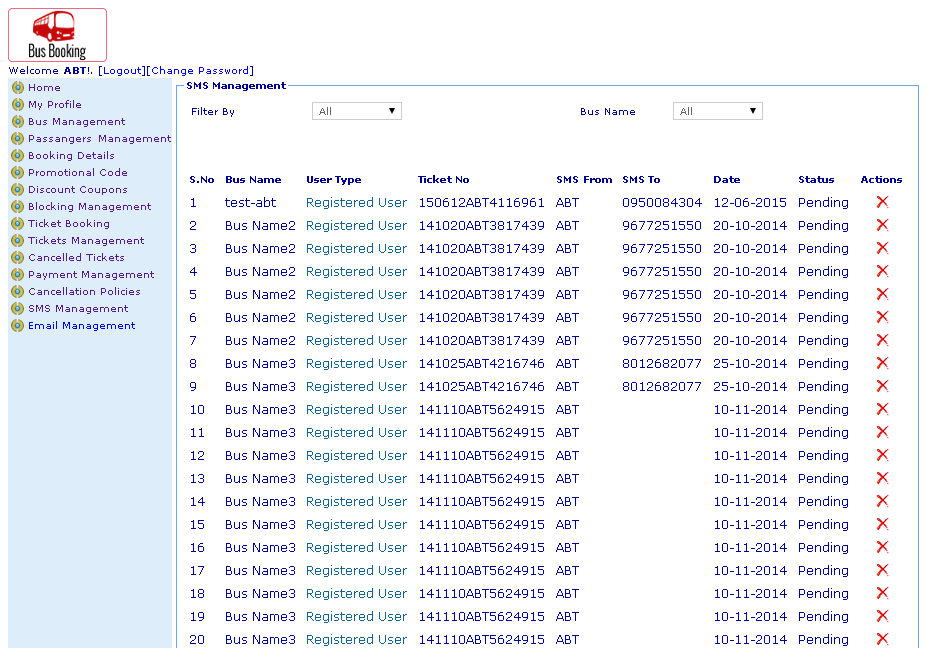 Bus Booking
Welcome ABT!. [Logout][Change Password]
Home
My Profile
Bus Management
Passangers Management
Booking Details
Promotional Code
Discount Coupons
Blocking Management
Ticket Booking
Tickets Management
Cancelled Tickets
Payment Management
Cancellation Policies
SMS Management
Email Management
SMS Management
Filter By All Bus Name All
S.No Bus Name User Type Ticket No SMS From SMS To Date Status Actions
1 test-abt Registered User 150612ABT4116961 ABT 0950084304 12-06-2015 Pending
2 Bus Name2 Registered User 141020ABT3817439 ABT 9677251550 20-10-2014 Pending
3 Bus Name2 Registered User 141020ABT3817439 ABT 9677251550 20-10-2014 Pending
4 Bus Name2 Registered User 141020ABT3817439 ABT 9677251550 20-10-2014 Pending
5 Bus Name2 Registered User 141020ABT3817439 ABT 9677251550 20-10-2014 Pending
6 Bus Name2 Registered User 141020ABT3817439 ABT 9677251550 20-10-2014 Pending
7 Bus Name2 Registered User 141020ABT3817439 ABT 9677251550 20-10-2014 Pending
8 Bus Name3 Registered User 141025ABT4216746 ABT 8012682077 25-10-2014 Pending
9 Bus Name3 Registered User 141025ABT4216746 ABT 8012682077 25-10-2014 Pending
10 Bus Name3 Registered User 141110ABT5624915 ABT 10-11-2014 Pending
11 Bus Name3 Registered User 141110ABT5624915 ABT 10-11-2014 Pending
12 Bus Name3 Registered User 141110ABT5624915 ABT 10-11-2014 Pending
13 Bus Name3 Registered User 141110ABT5624915 ABT 10-11-2014 Pending
14 Bus Name3 Registered User 141110ABT5624915 ABT 10-11-2014 Pending
15 Bus Name3 Registered User 141110ABT5624915 ABT 10-11-2014 Pending
16 Bus Name3 Registered User 141110ABT5624915 ABT 10-11-2014 Pending
17 Bus Name3 Registered User 141110ABT5624915 ABT 10-11-2014 Pending
18 Bus Name3 Registered User 141110ABT5624915 ABT 10-11-2014 Pending
19 Bus Name3 Registered User 141110ABT5624915 ABT 10-11-2014 Pending
20 Bus Name3 Registered User 141110ABT5624915 ABT 10-11-2014 Pending